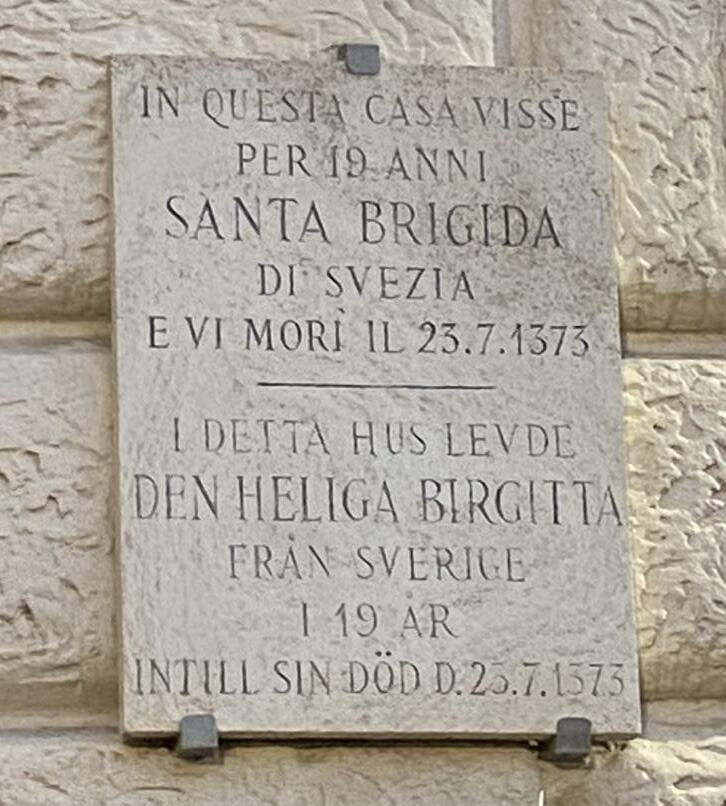 IN QUESTA CASA VISSE
PER 19 ANNI
SANTA BRIGIDA
DI SVEZIA
E VI MORÌ IL 23.7.1373
I DETTA HUS LEVDE
DEN HELIGA BIRGITTA
FRÅN SVERIGE
I 19 ÅR
INTILL SIN DÖD D. 23.7.1373